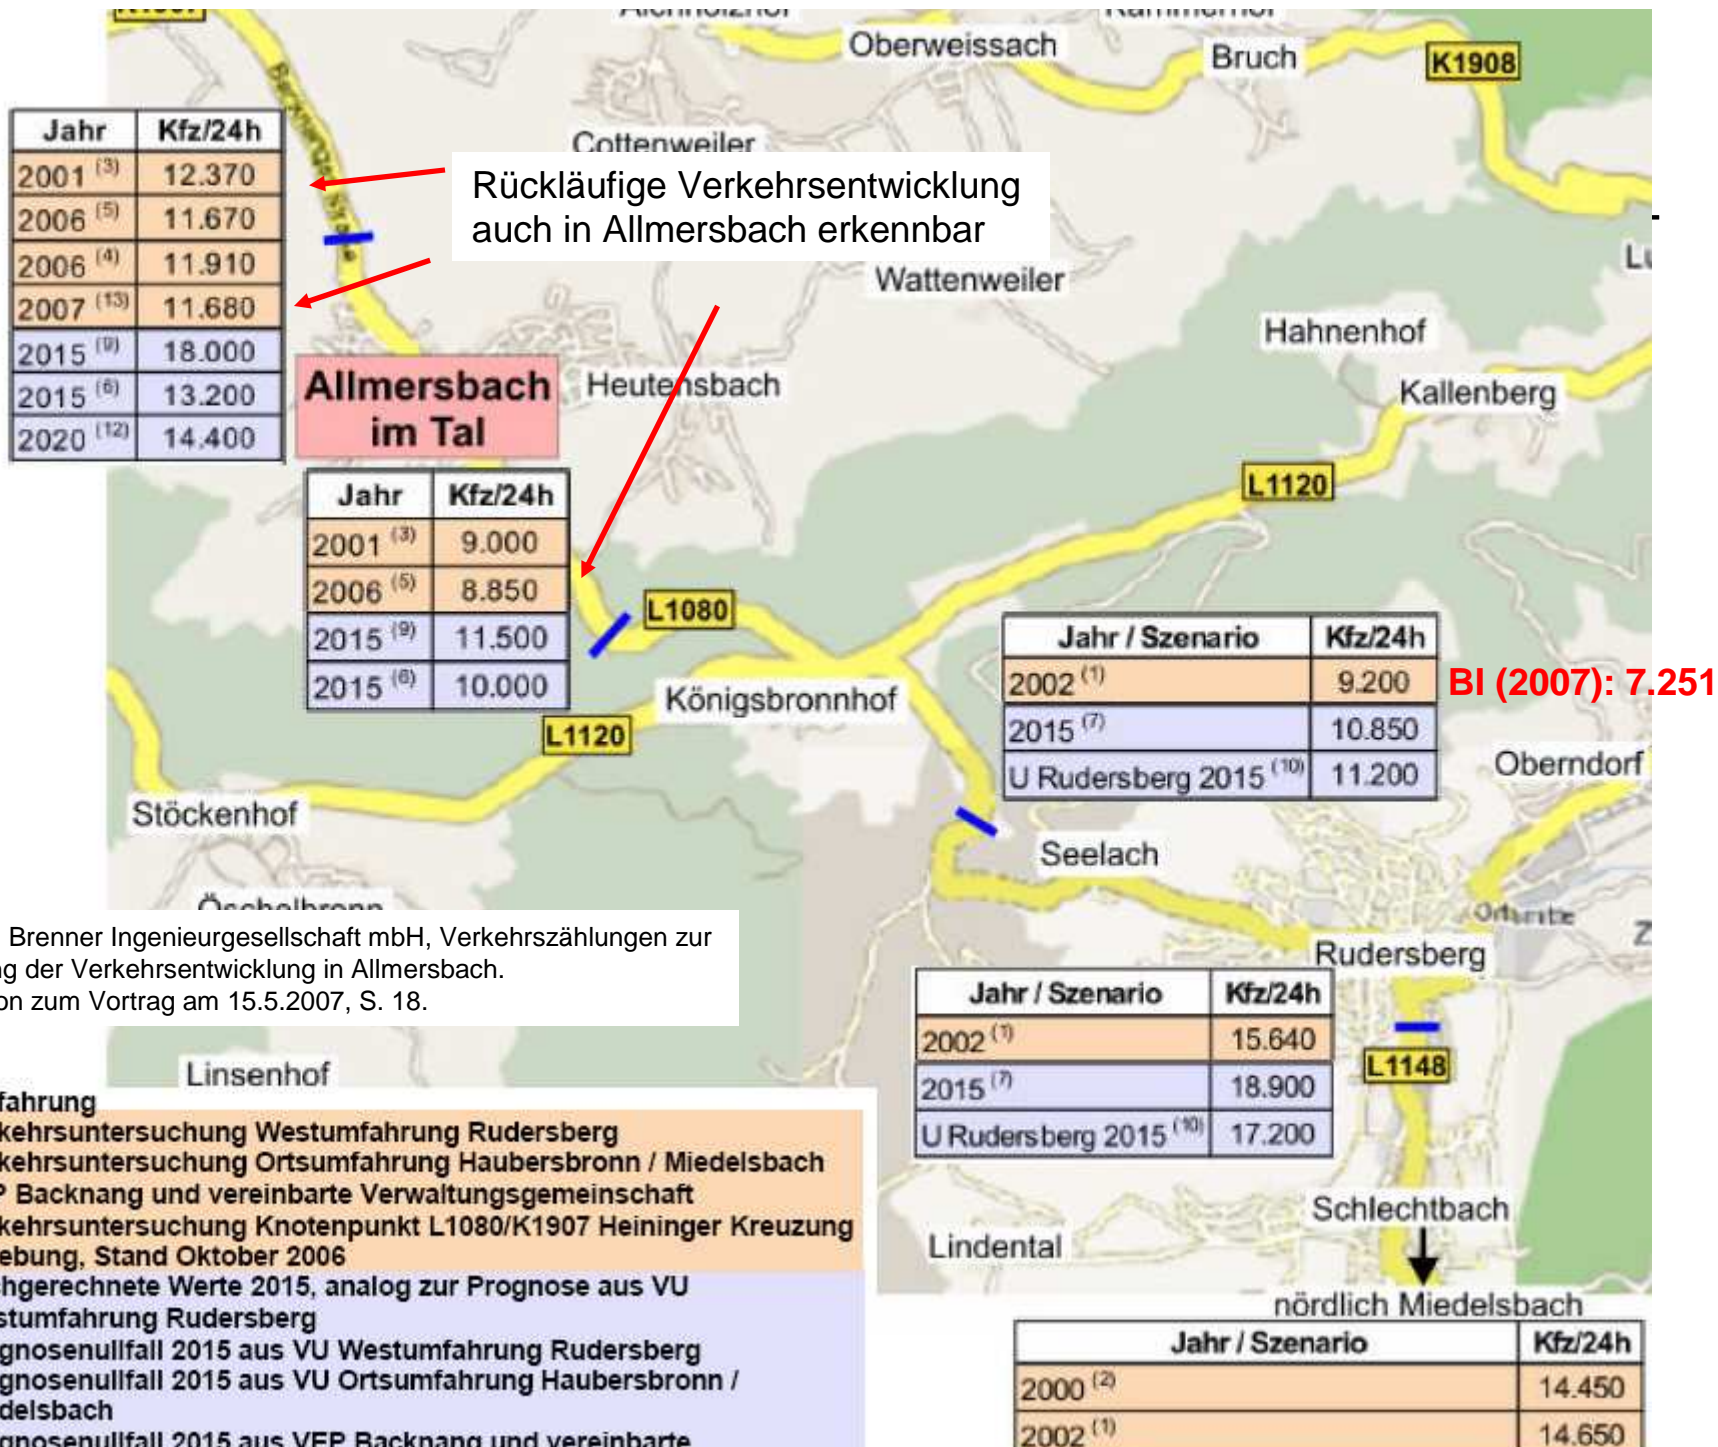 Oberweissach
Bruch
K1908
Jahr Kfz/24h
2001 (3) 12.370
2006 (5) 11.670
2006 (4) 11.910
2007 (13) 11.680
2015 (9) 18.000
2015 (6) 13.200
2020 (12) 14.400
Cottenweiler
Rückläufige Verkehrsentwicklung
auch in Allmersbach erkennbar
Wattenweiler
Hahnenhof
Kallenberg
Allmersbach
im Tal
Heutensbach
L1120
Jahr Kfz/24h
2001 (3) 9.000
2006 (5) 8.850
2015 (9) 11.500
2015 (6) 10.000
L1080
Königsbronnhof
L1120
Jahr / Szenario Kfz/24h
2002 (1) 9.200
2015 (7) 10.850
U Rudersberg 2015 (10) 11.200
BI (2007): 7.251
Oberndorf
Stöckenhof
Seelach
Öschelbronn
Rudersberg
Brenner Ingenieurgesellschaft mbH, Verkehrszählungen zur
ng der Verkehrsentwicklung in Allmersbach.
on zum Vortrag am 15.5.2007, S. 18.
Jahr / Szenario Kfz/24h
2002 (1) 15.640
2015 (7) 18.900
U Rudersberg 2015 (10) 17.200
L1148
Linsenhof
fahrung
kehrsuntersuchung Westumfahrung Rudersberg
kehrsuntersuchung Ortsumfahrung Haubersbronn / Miedelsbach
P Backnang und vereinbarte Verwaltungsgemeinschaft
kehrsuntersuchung Knotenpunkt L1080/K1907 Heininger Kreuzung
ebung, Stand Oktober 2006
chgerechnete Werte 2015, analog zur Prognose aus VU
stumfahrung Rudersberg
gnosenullfall 2015 aus VU Westumfahrung Rudersberg
gnosenullfall 2015 aus VU Ortsumfahrung Haubersbronn /
delsbach
gnosenullfall 2015 aus VEP Backnang und vereinbarte
Lindental
Schlechtbach
nördlich Miedelsbach
Jahr / Szenario Kfz/24h
2000 (2) 14.450
2002 (1) 14.650